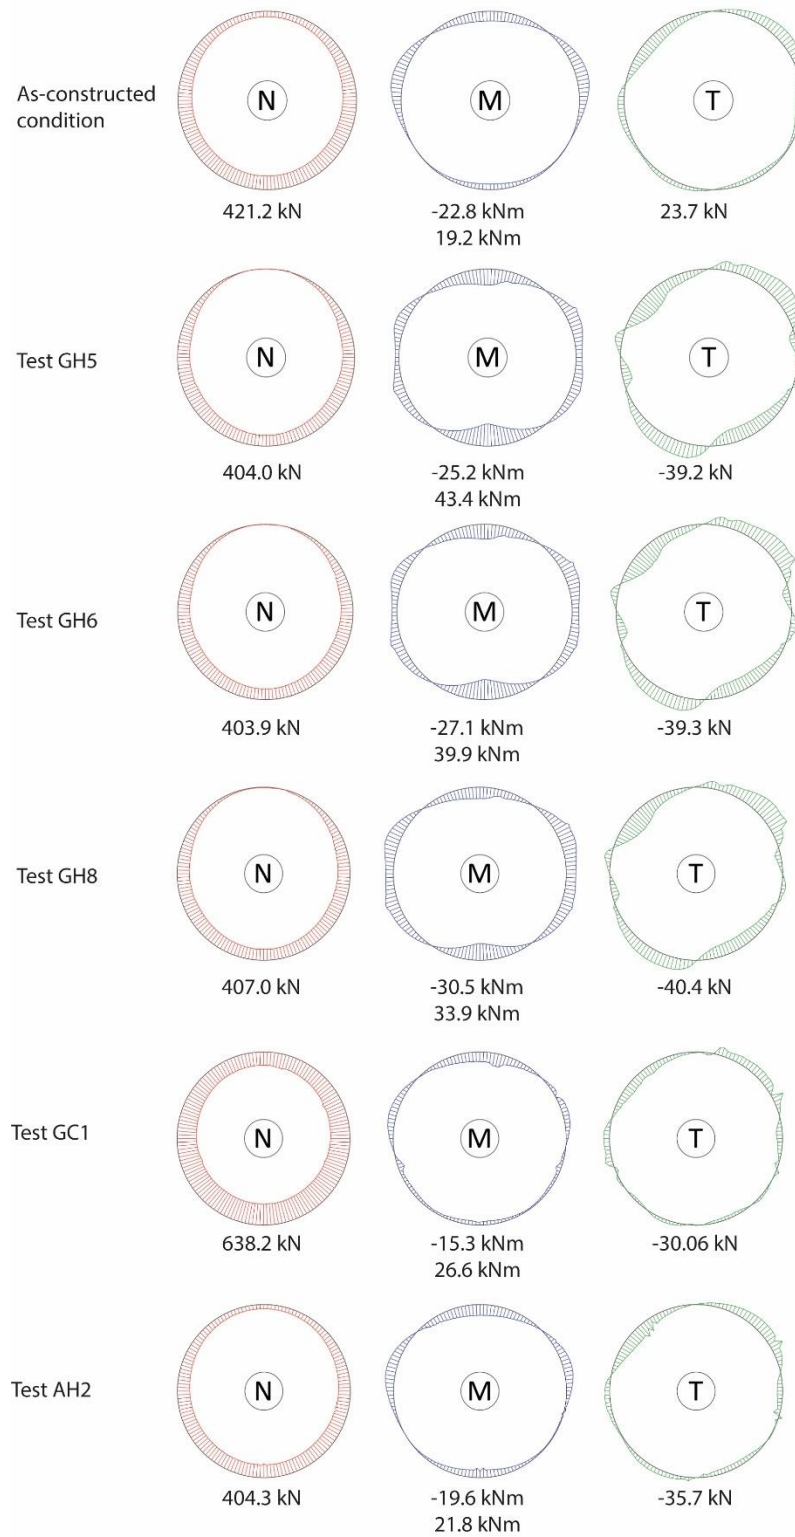 As-constructed
condition
N
M
T
421.2 kN
-22.8 kNm
19.2 kNm
23.7 kN
Test GH5
N
M
T
404.0 kN
-25.2 kNm
43.4 kNm
-39.2 kN
Test GH6
N
M
T
403.9 kN
-27.1 kNm
39.9 kNm
-39.3 kN
Test GH8
N
M
T
407.0 kN
-30.5 kNm
33.9 kNm
-40.4 kN
Test GC1
N
M
T
638.2 kN
-15.3 kNm
26.6 kNm
-30.06 kN
Test AH2
N
M
T
404.3 kN
-19.6 kNm
21.8 kNm
-35.7 kN